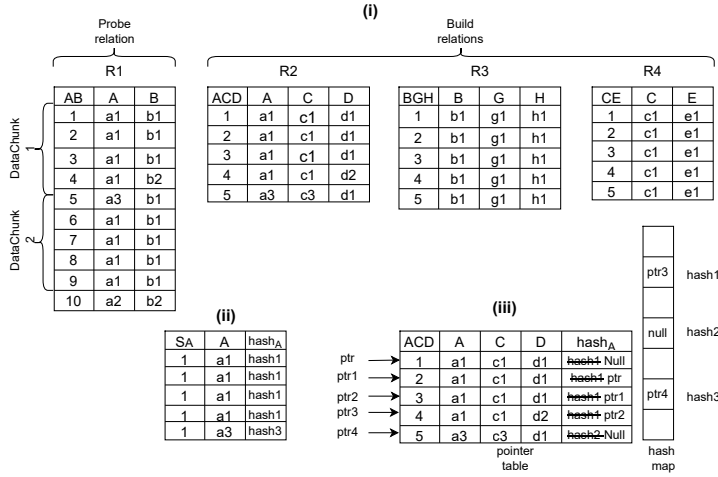 (i)
Probe relation
Build relations
R1
R2
R3
R4
AB A B
1 a1 b1
2 a1 b1
3 a1 b1
4 a1 b2
5 a3 b1
6 a1 b1
7 a1 b1
8 a1 b1
9 a1 b1
10 a2 b2
DataChunk 1
DataChunk 2
ACD A C D
1 a1 c1 d1
2 a1 c1 d1
3 a1 c1 d1
4 a1 c1 d2
5 a3 c3 d1
BGH B G H
1 b1 g1 h1
2 b1 g1 h1
3 b1 g1 h1
4 b1 g1 h1
5 b1 g1 h1
CE C E
1 c1 e1
2 c1 e1
3 c1 e1
4 c1 e1
5 c1 e1
(ii)
SA A hashA
1 a1 hash1
1 a1 hash1
1 a1 hash1
1 a1 hash1
1 a3 hash3
(iii)
ACD A C D hashA
ptr 1 a1 c1 d1 hash1 Null
ptr1 2 a1 c1 d1 hash1 ptr
ptr2 3 a1 c1 d1 hash1 ptr1
ptr3 4 a1 c1 d2 hash1 ptr2
ptr4 5 a3 c3 d1 hash2 Null
pointer table
ptr3 hash1
null hash2
ptr4 hash3
hash map